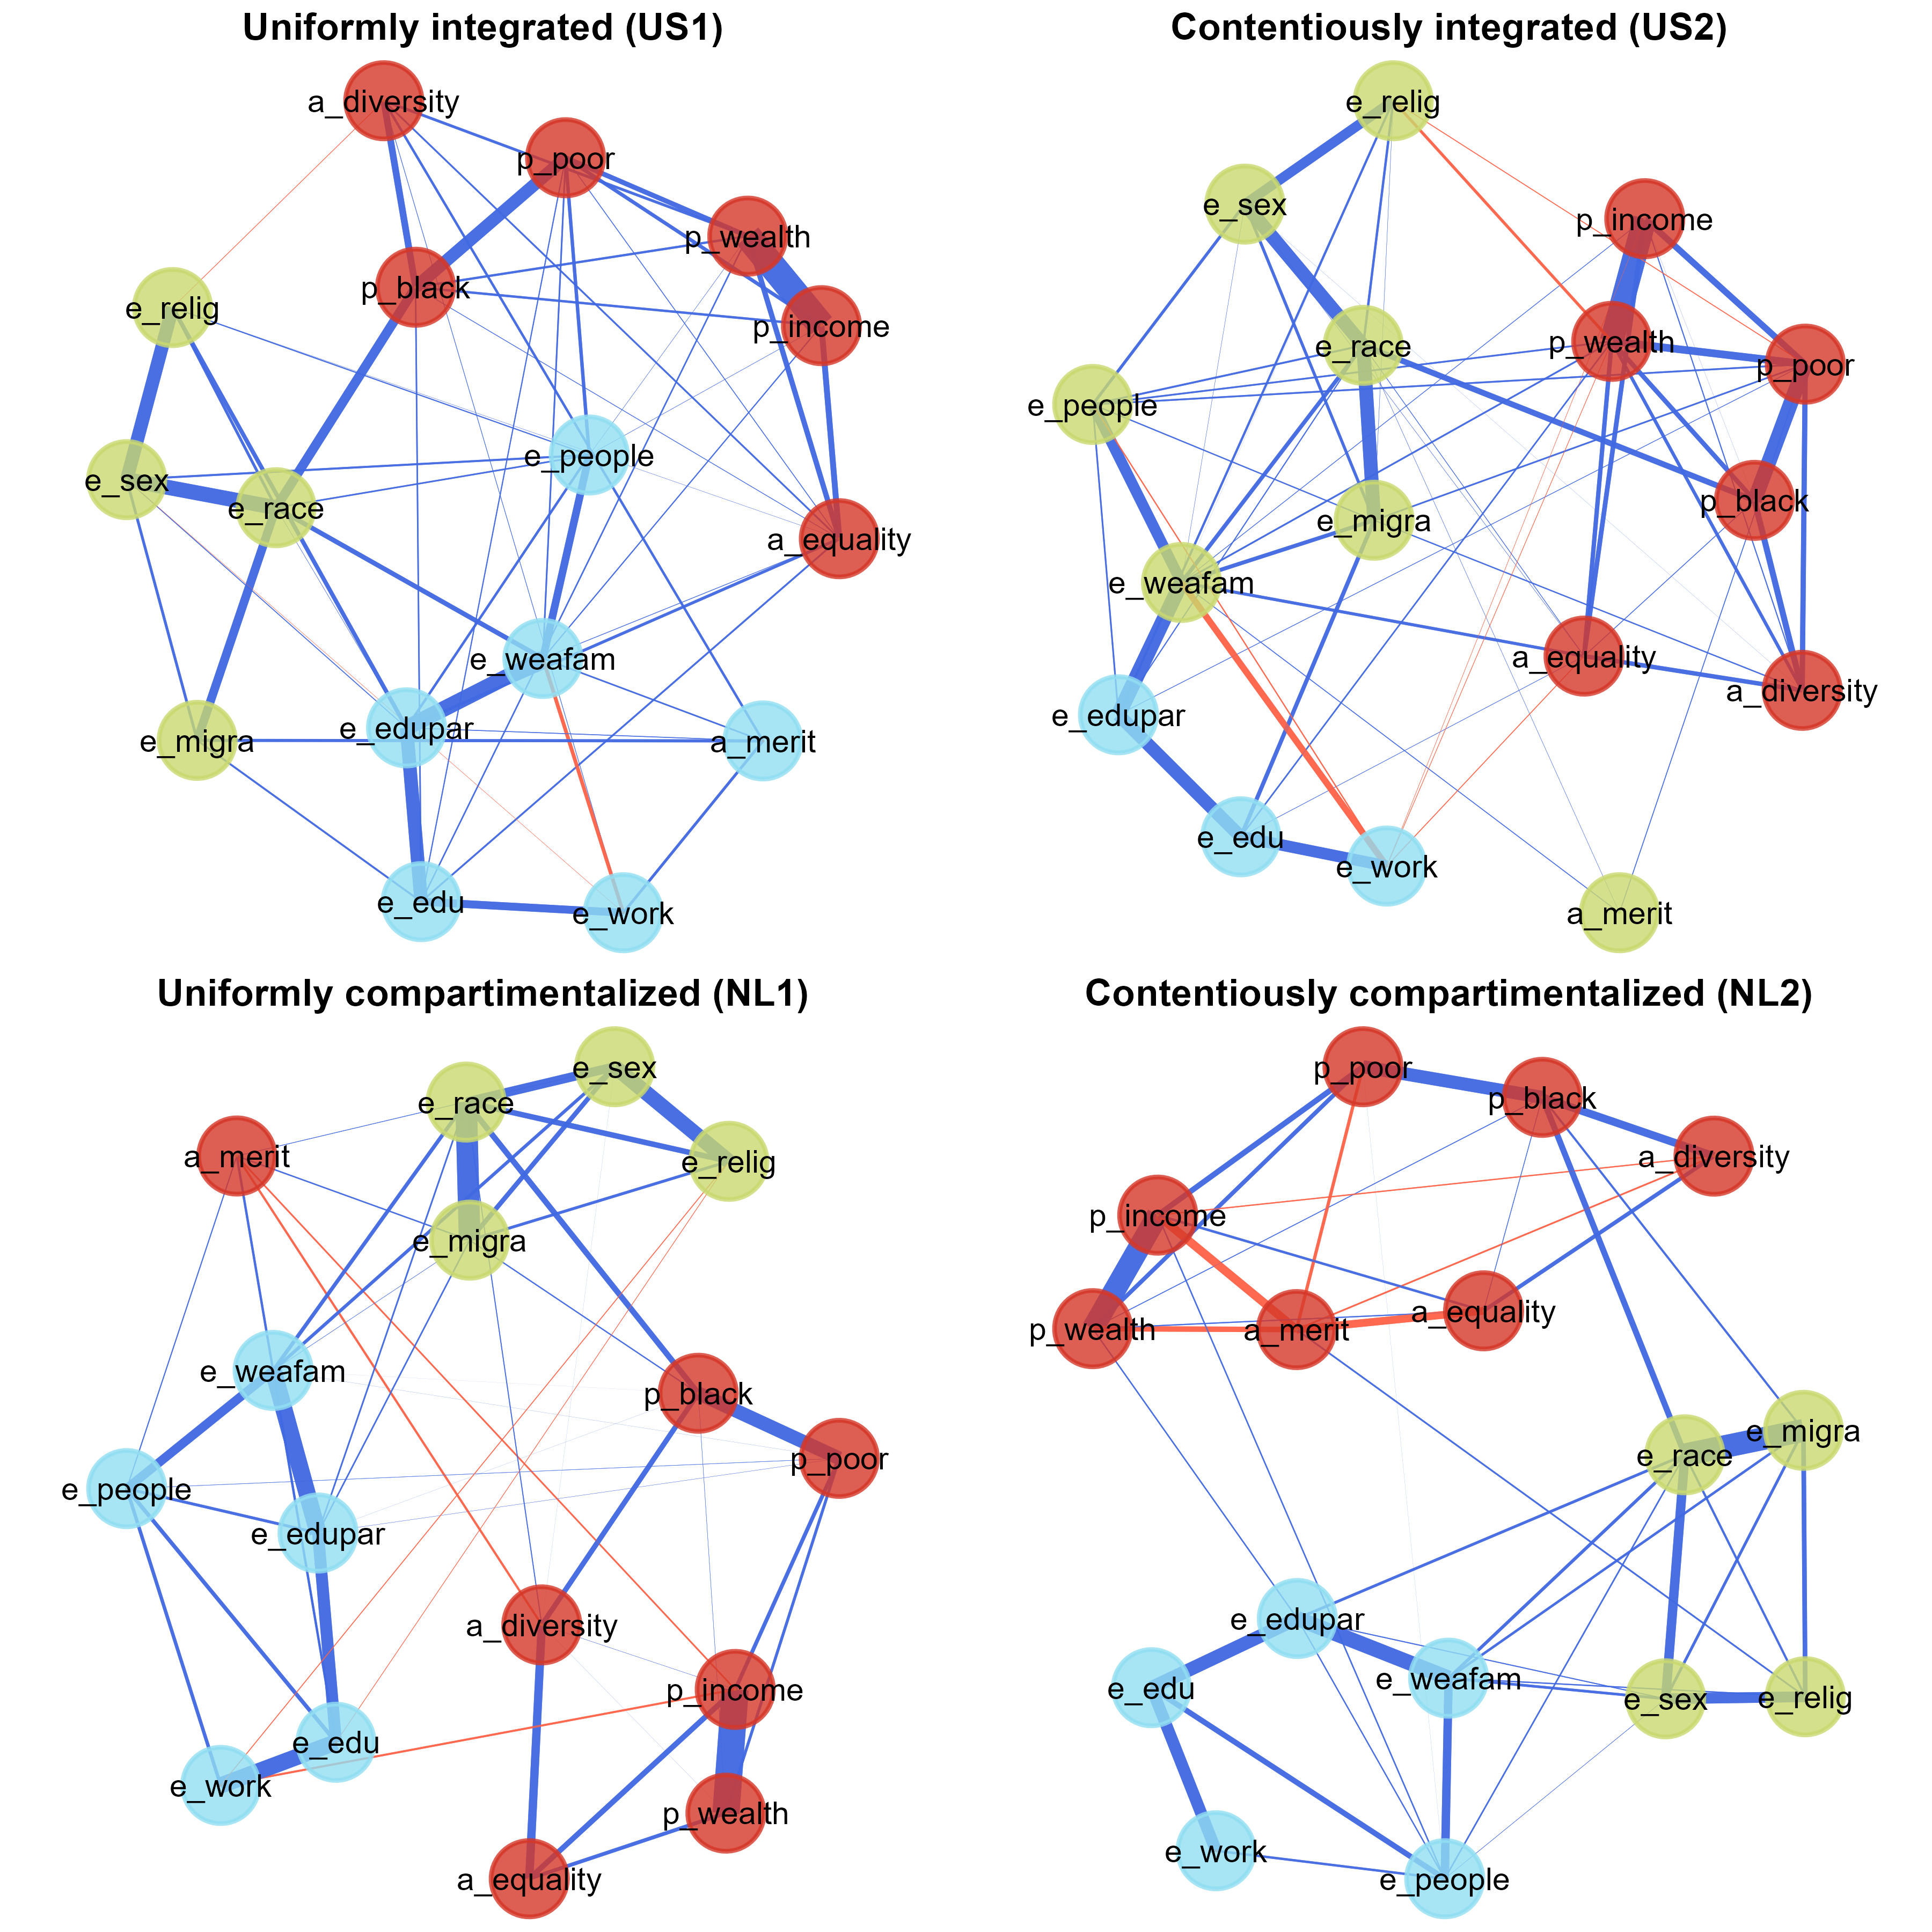 Uniformly integrated (US1)
a_diversity
p_poor
p_wealth
p_black
e_relig
p_income
e_people
e_sex
e_race
a_equality
e_weafam
e_edupar
e_migra
a_merit
e_edu
e_work
Contentiously integrated (US2)
e_relig
e_sex
p_income
e_race
p_wealth
p_poor
e_people
p_black
e_migra
e_weafam
a_equality
a_diversity
e_edupar
e_edu
e_work
a_merit
Uniformly compartimentalized (NL1)
e_sex
e_race
a_merit
e_relig
e_migra
e_weafam
p_black
p_poor
e_people
e_edupar
a_diversity
p_income
e_edu
e_work
p_wealth
a_equality
Contentiously compartimentalized (NL2)
p_poor
p_black
a_diversity
p_income
a_equality
p_wealth
a_merit
e_migra
e_race
e_edupar
e_weafam
e_edu
e_sex
e_relig
e_work
e_people